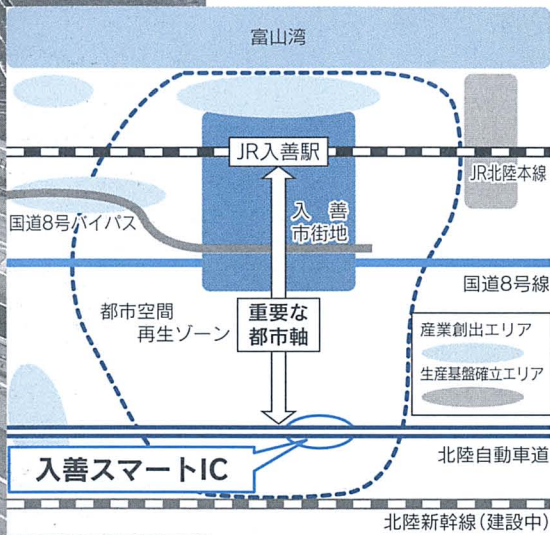 富山湾
JR入善駅
JR北陸本線
入善
市街地
国道8号バイパス
国道8号線
都市空間
再生ゾーン
重要な
都市軸
産業創出エリア
生産基盤確立エリア
北陸自動車道
入善スマートIC
北陸新幹線(建設中)